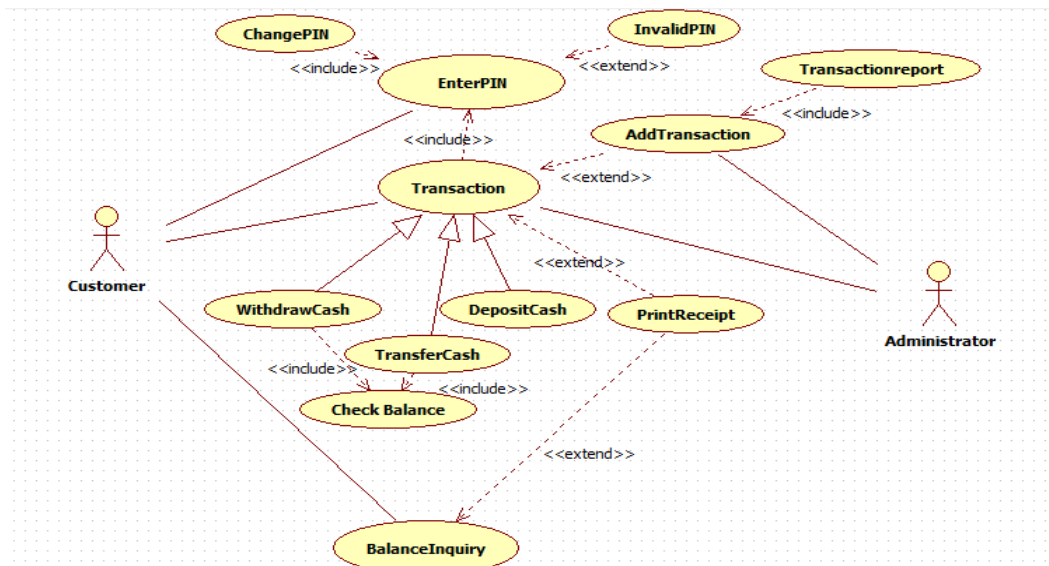 ChangePIN
InvalidPIN
<<include>>
<<extend>>
EnterPIN
Transactionreport
<<include>>
AddTransaction
<<include>>
Transaction
<<extend>>
Customer
<<extend>>
WithdrawCash
DepositCash
PrintReceipt
Administrator
TransferCash
<<include>>
<<include>>
Check Balance
<<extend>>
BalanceInquiry